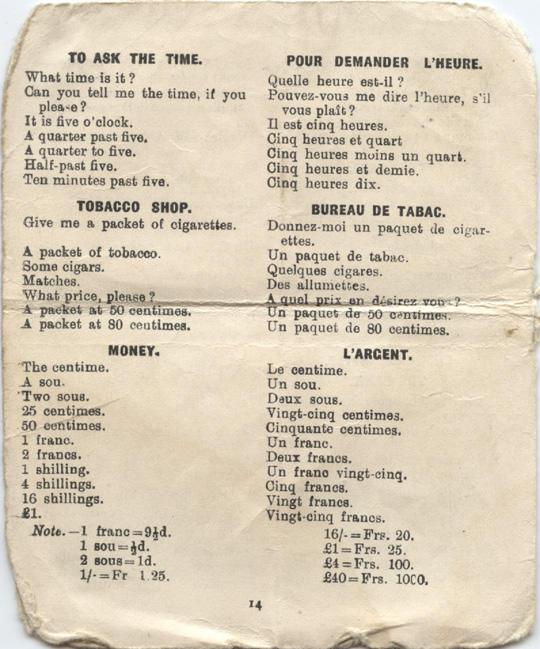 TO ASK THE TIME.
What time is it?
Can you tell me the time, if you
please?
It is five o'clock.
A quarter past five.
A quarter to five.
Half-past five.
Ten minutes past five.
TOBACCO SHOP.
Give me a packet of cigarettes.
A packet of tobacco.
Some cigars.
Matches.
What price, please?
A packet at 50 centimes.
A packet at 80 centimes.
MONEY.
The centime.
A sou.
Two sous.
25 centimes.
50 centimes.
1 franc.
2 francs.
1 shilling.
4 shillings.
16 shillings.
£1.
Note.—1 franc=9½d.
1 sou=½d.
2 sous=1d.
1/-=Fr 1.25.
POUR DEMANDER L'HEURE.
Quelle heure est-il?
Pouvez-vous me dire l'heure, s'il
vous plaît?
Il est cinq heures.
Cinq heures et quart
Cinq heures moins un quart.
Cinq heures et demie.
Cinq heures dix.
BUREAU DE TABAC.
Donnez-moi un paquet de cigar-
ettes.
Un paquet de tabac.
Quelques cigares.
Des allumettes.
A quel prix en désirez vous?
Un paquet de 50 centimes.
Un paquet de 80 centimes.
L'ARGENT.
Le centime.
Un sou.
Deux sous.
Vingt-cinq centimes.
Cinquante centimes.
Un franc.
Deux francs.
Un franc vingt-cinq.
Cinq francs.
Vingt francs.
Vingt-cinq francs.
16/-=Frs. 20.
£1=Frs. 25.
£4=Frs. 100.
£40=Frs. 1000.
14